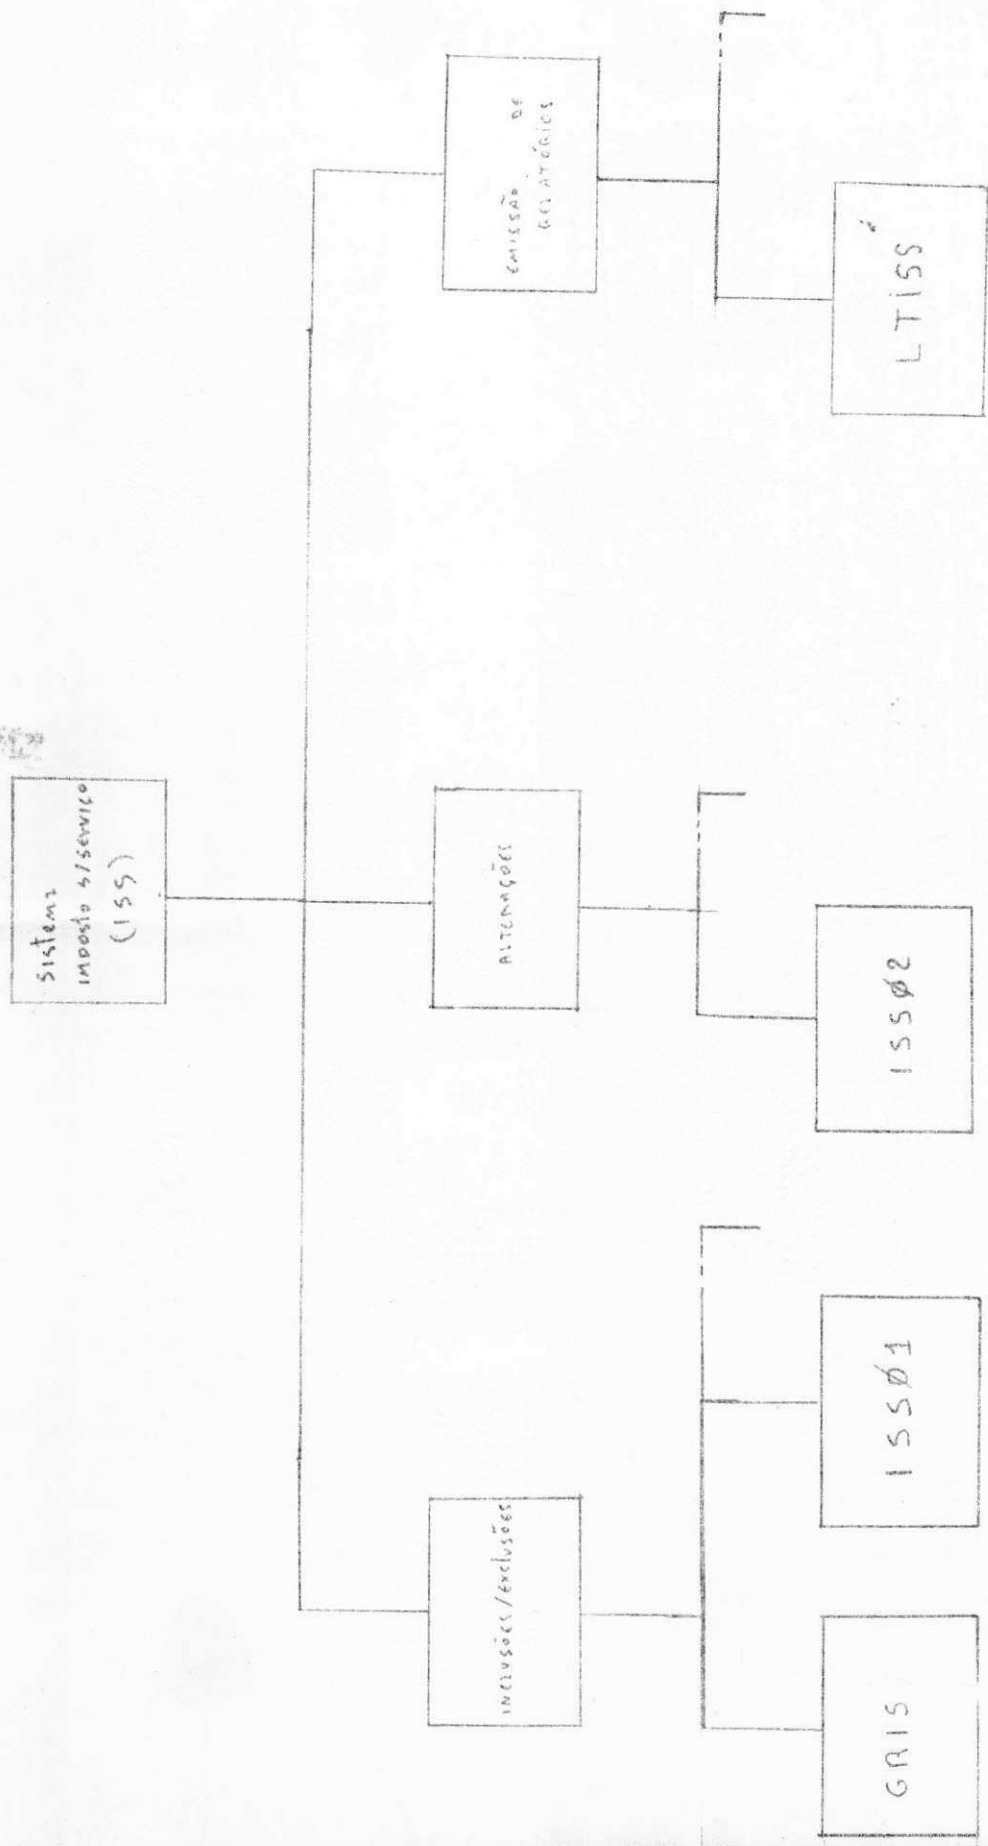 Sistema
IMPOSTO S/SERVIÇO
(ISS)
INCLUSÕES/EXCLUSÕES
ALTERAÇÕES
EMISSÃO DE
RELATÓRIOS
GRIS
ISSØ1
ISSØ2
LTISS